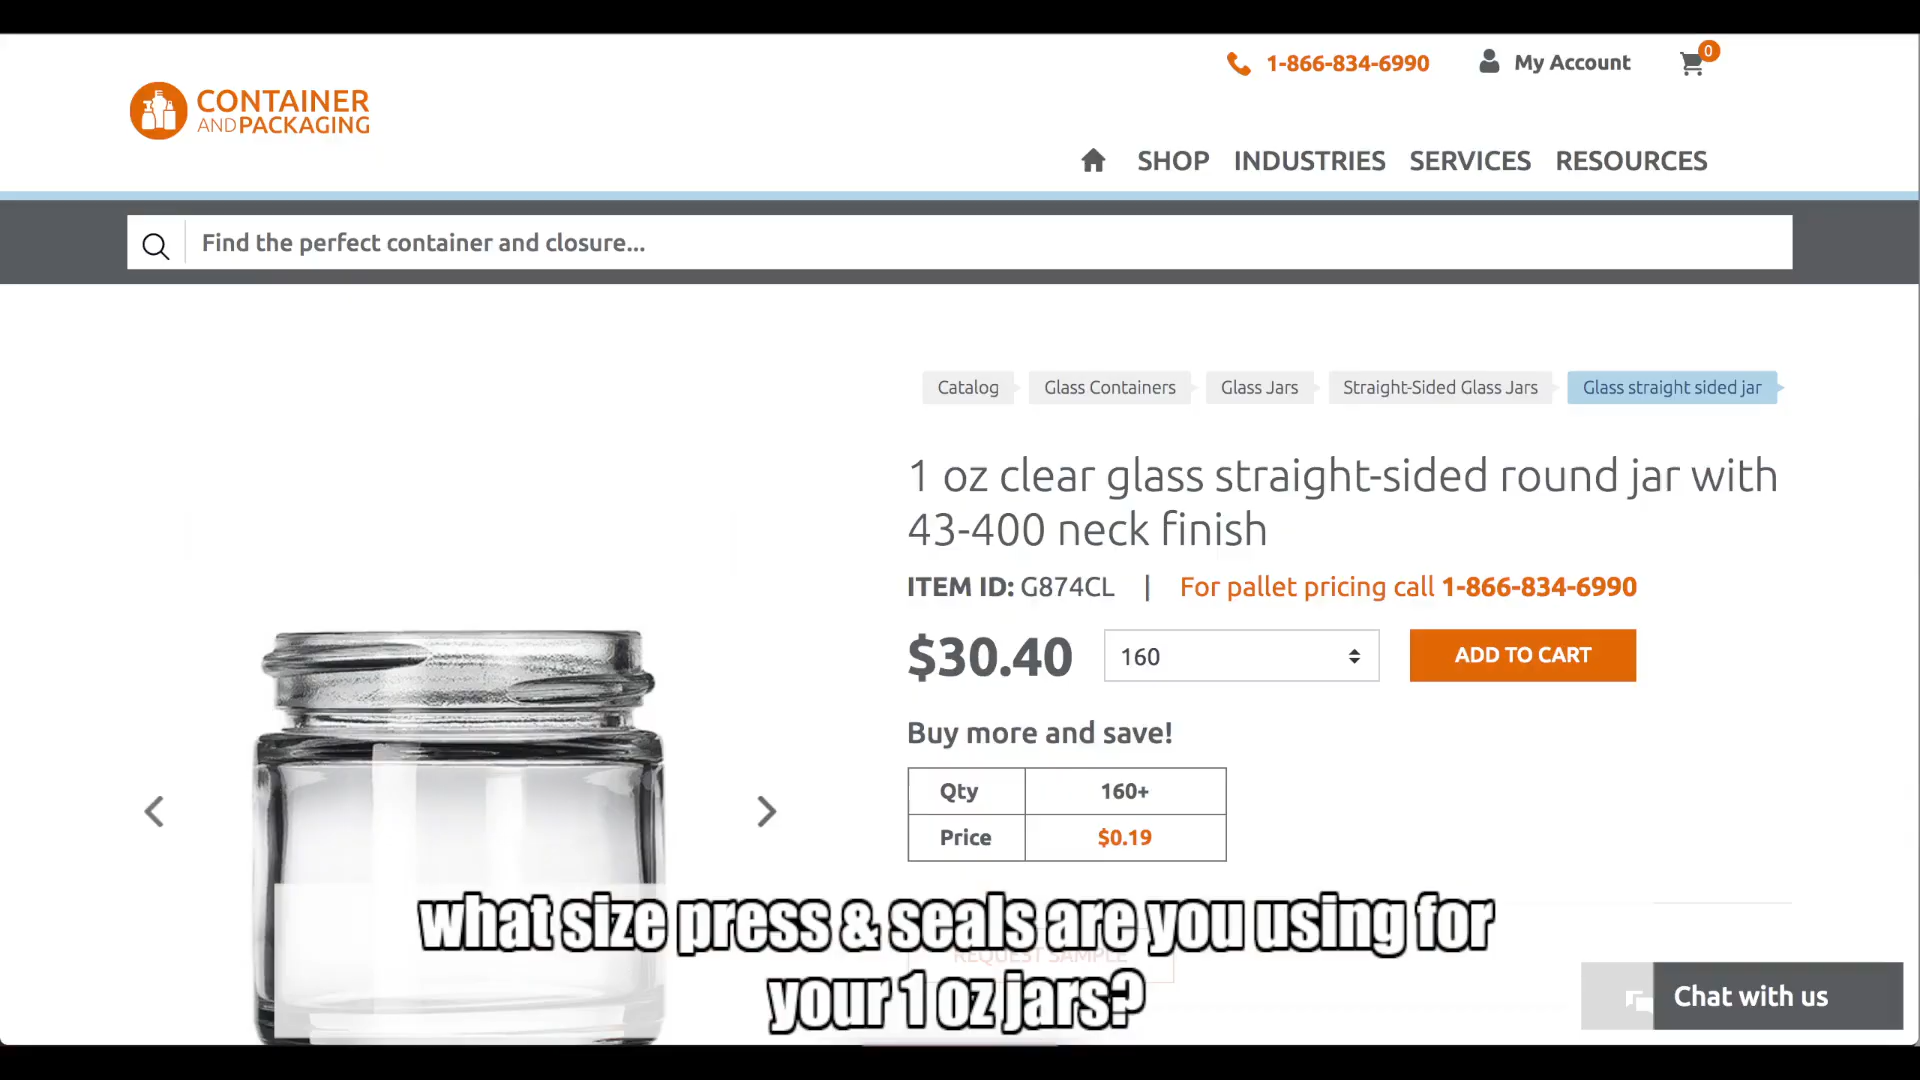 1-866-834-6990
My Account
0
CONTAINER
ANDPACKAGING
SHOP
INDUSTRIES
SERVICES
RESOURCES
Find the perfect container and closure...
Catalog
Glass Containers
Glass Jars
Straight-Sided Glass Jars
Glass straight sided jar
1 oz clear glass straight-sided round jar with
43-400 neck finish
ITEM ID: G874CL | For pallet pricing call 1-866-834-6990
$30.40
160
ADD TO CART
Buy more and save!
Qty 160+
Price $0.19
REQUEST SAMPLE
what size press & seals are you using for
your 1 oz jars?
Chat with us